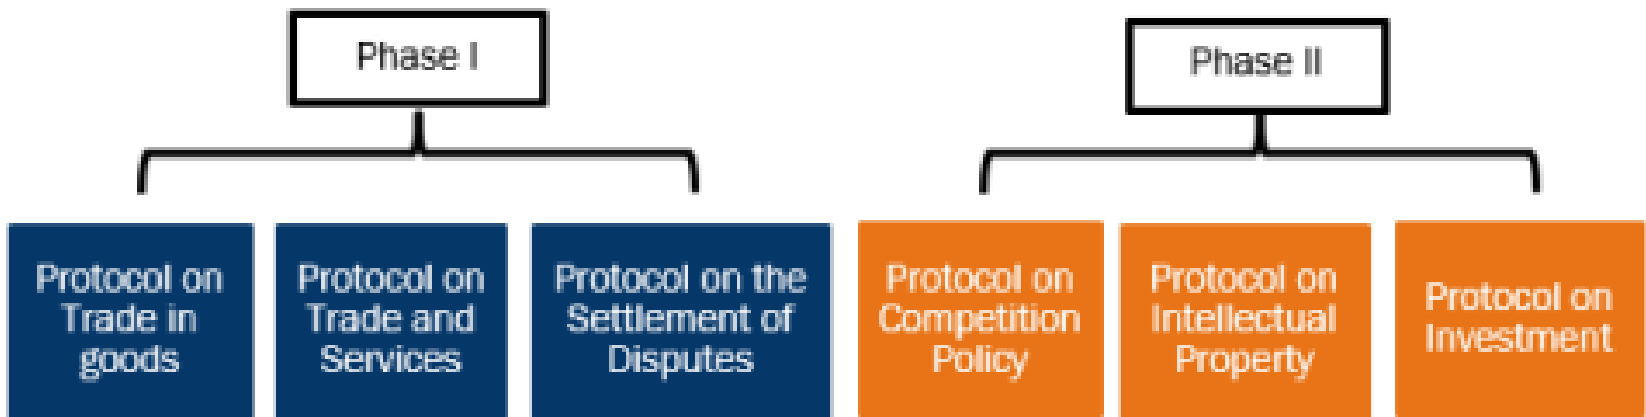 Phase I
Protocol on
Trade in
goods
Protocol on
Trade and
Services
Protocol on the
Settlement of
Disputes
Phase II
Protocol on
Competition
Policy
Protocol on
Intellectual
Property
Protocol on
Investment